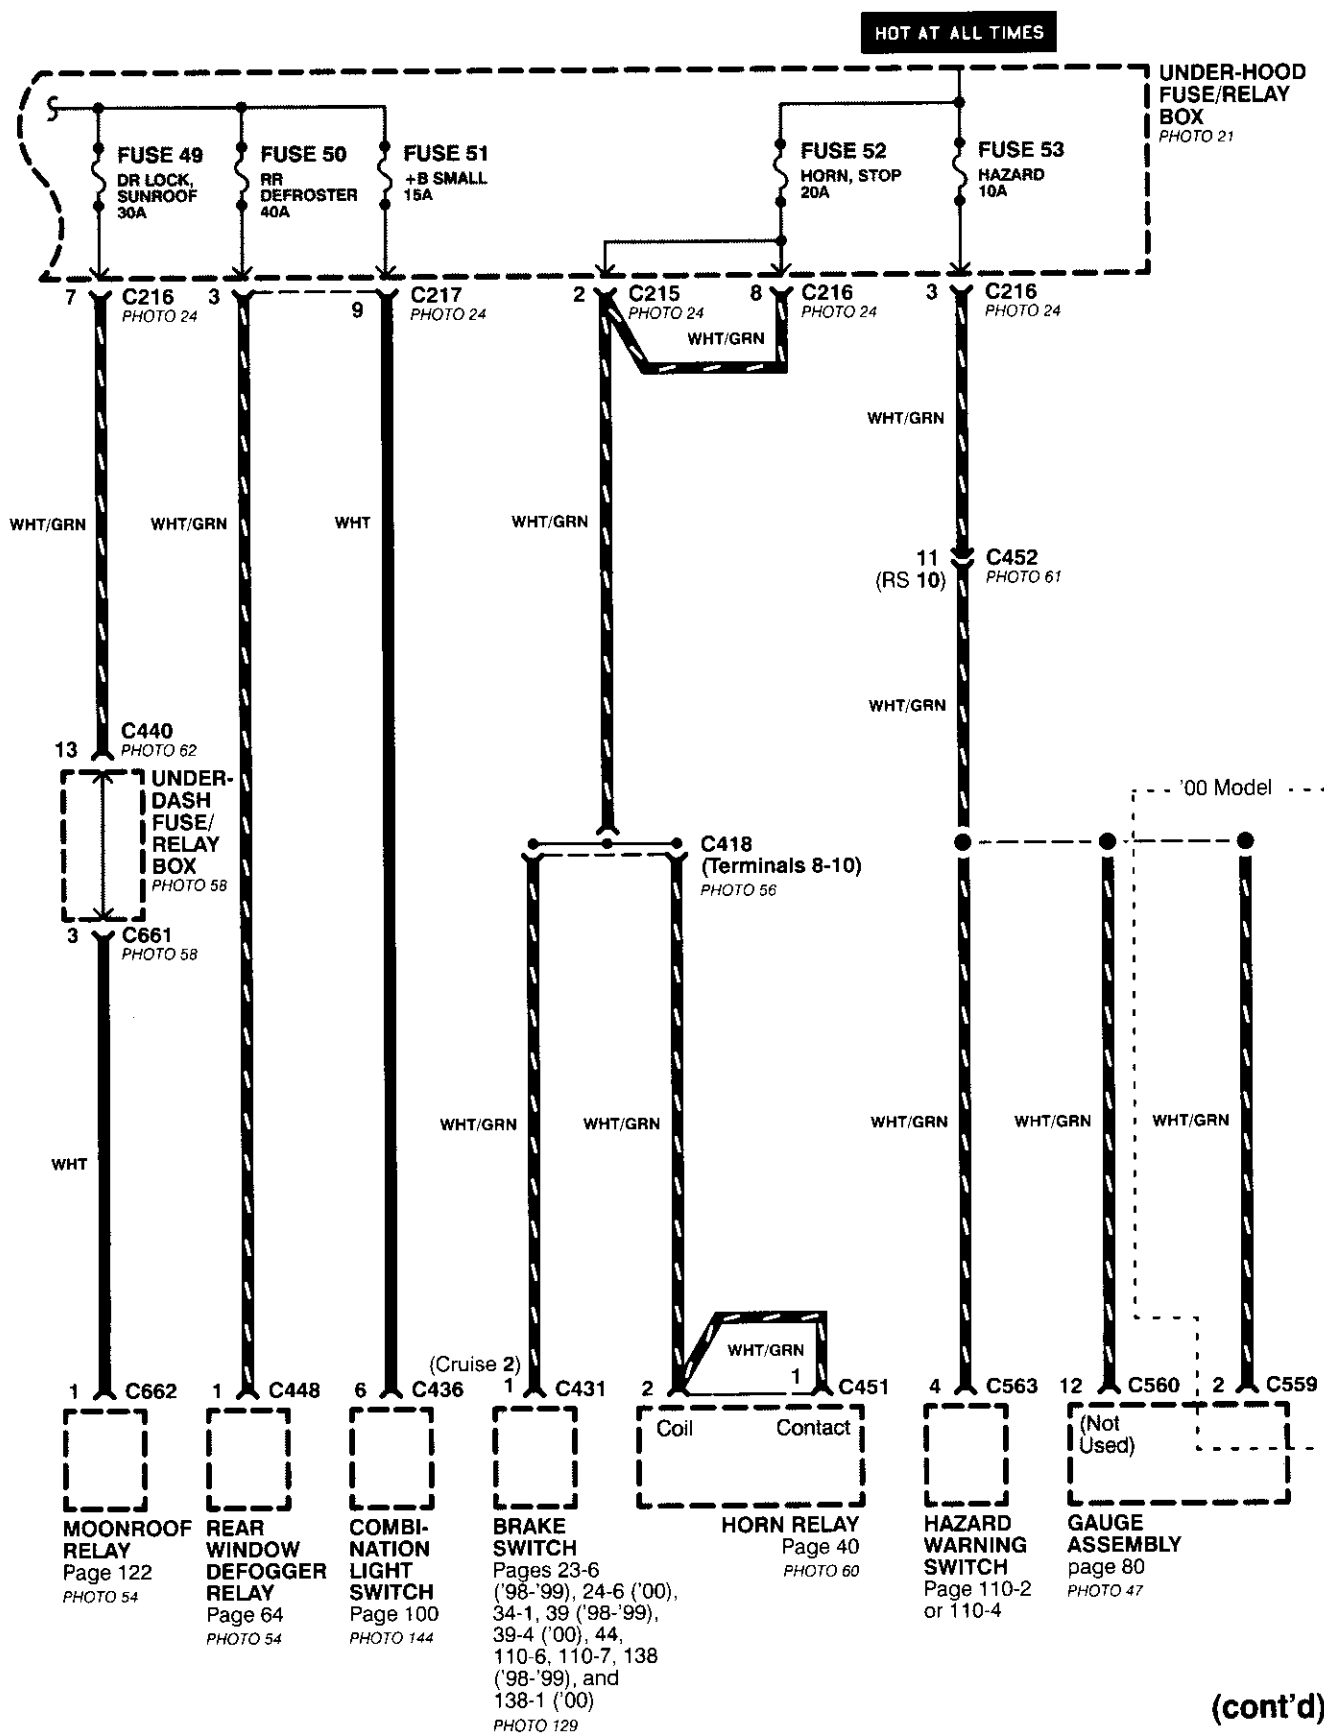 HOT AT ALL TIMES
UNDER-HOOD
FUSE/RELAY
BOX
PHOTO 21
FUSE 49
DR LOCK,
SUNROOF
30A
FUSE 50
RR
DEFROSTER
40A
FUSE 51
+B SMALL
15A
FUSE 52
HORN, STOP
20A
FUSE 53
HAZARD
10A
7
C216
PHOTO 24
3
9
C217
PHOTO 24
2
C215
PHOTO 24
8
C216
PHOTO 24
3
C216
PHOTO 24
WHT/GRN
WHT/GRN
WHT/GRN
WHT/GRN
WHT
WHT/GRN
11
(RS 10)
C452
PHOTO 61
WHT/GRN
13
C440
PHOTO 62
UNDER-
DASH
FUSE/
RELAY
BOX
PHOTO 58
'00 Model
C418
(Terminals 8-10)
PHOTO 56
3
C661
PHOTO 58
WHT
WHT/GRN
WHT/GRN
WHT/GRN
WHT/GRN
WHT/GRN
WHT/GRN
1
C662
1
C448
6
C436
(Cruise 2)
1
C431
2
1
C451
4
C563
12
C560
2
C559
Coil
Contact
(Not
Used)
MOONROOF
RELAY
Page 122
PHOTO 54
REAR
WINDOW
DEFOGGER
RELAY
Page 64
PHOTO 54
COMBI-
NATION
LIGHT
SWITCH
Page 100
PHOTO 144
BRAKE
SWITCH
Pages 23-6
('98-'99), 24-6 ('00),
34-1, 39 ('98-'99),
39-4 ('00), 44,
110-6, 110-7, 138
('98-'99), and
138-1 ('00)
PHOTO 129
HORN RELAY
Page 40
PHOTO 60
HAZARD
WARNING
SWITCH
Page 110-2
or 110-4
GAUGE
ASSEMBLY
page 80
PHOTO 47
(cont'd)